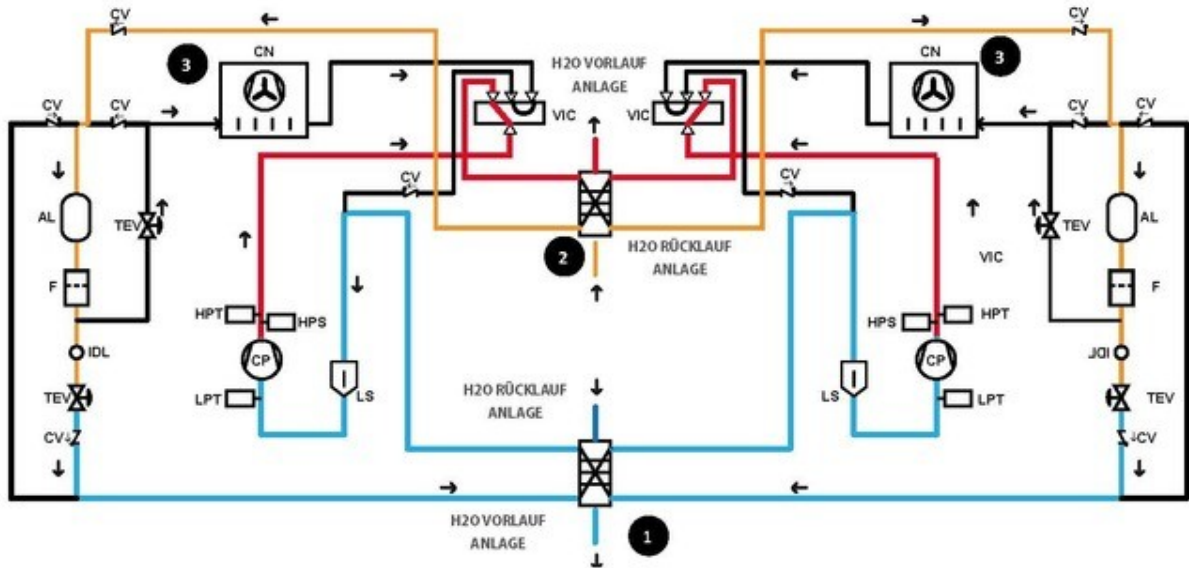 CV
CV
3
CN
H2O VORLAUF
ANLAGE
CN
3
CV
CV
VIC
VIC
CV
CV
CV
CV
AL
TEV
TEV
AL
H2O RÜCKLAUF
ANLAGE
2
VIC
F
F
HPT
HPS
HPS
HPT
IDL
CP
CP
IDL
TEV
LPT
LS
H2O RÜCKLAUF
ANLAGE
LS
LPT
TEV
CV
CV
H2O VORLAUF
ANLAGE
1